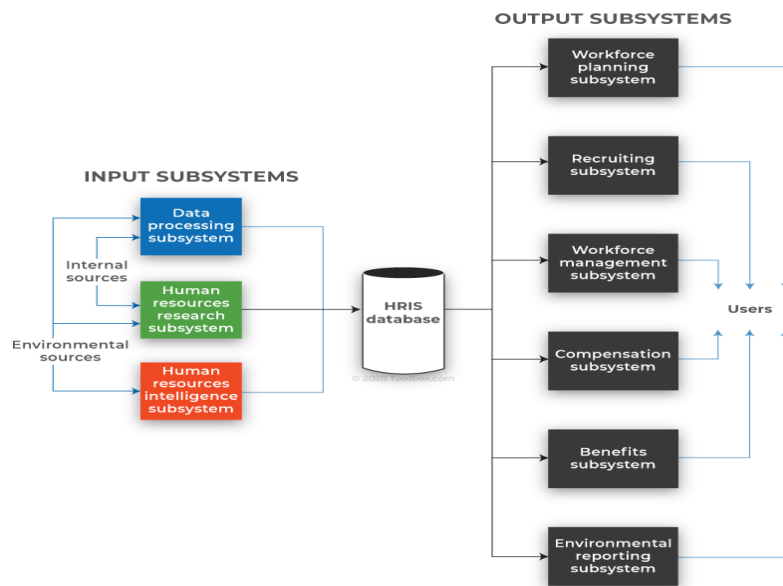 OUTPUT SUBSYSTEMS
Workforce
planning
subsystem
Recruiting
subsystem
INPUT SUBSYSTEMS
Data
processing
subsystem
Internal
sources
Human
resources
research
subsystem
Environmental
sources
Human
resources
intelligence
subsystem
HRIS
database
© 2020 Toolbox.com
Workforce
management
subsystem
Users
Compensation
subsystem
Benefits
subsystem
Environmental
reporting
subsystem